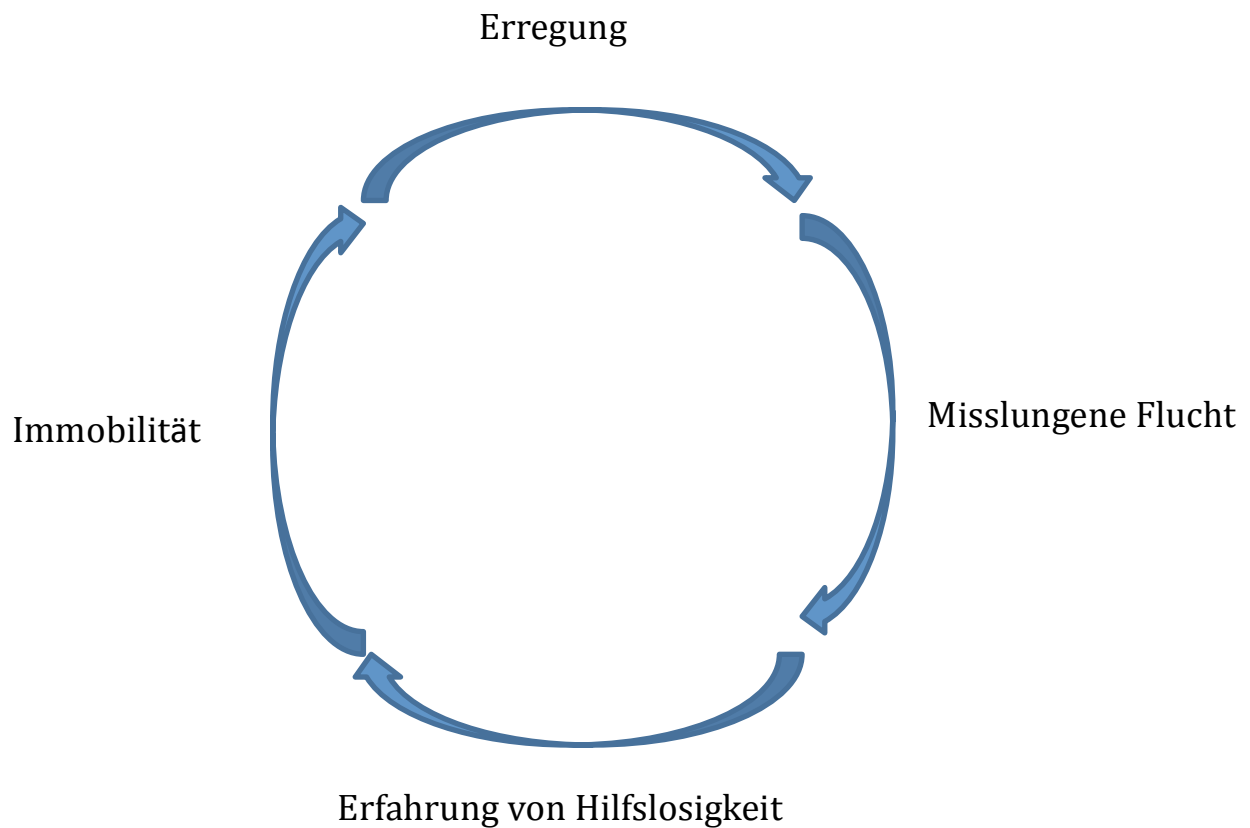 Erregung
Misslungene Flucht
Immobilität
Erfahrung von Hilfslosigkeit